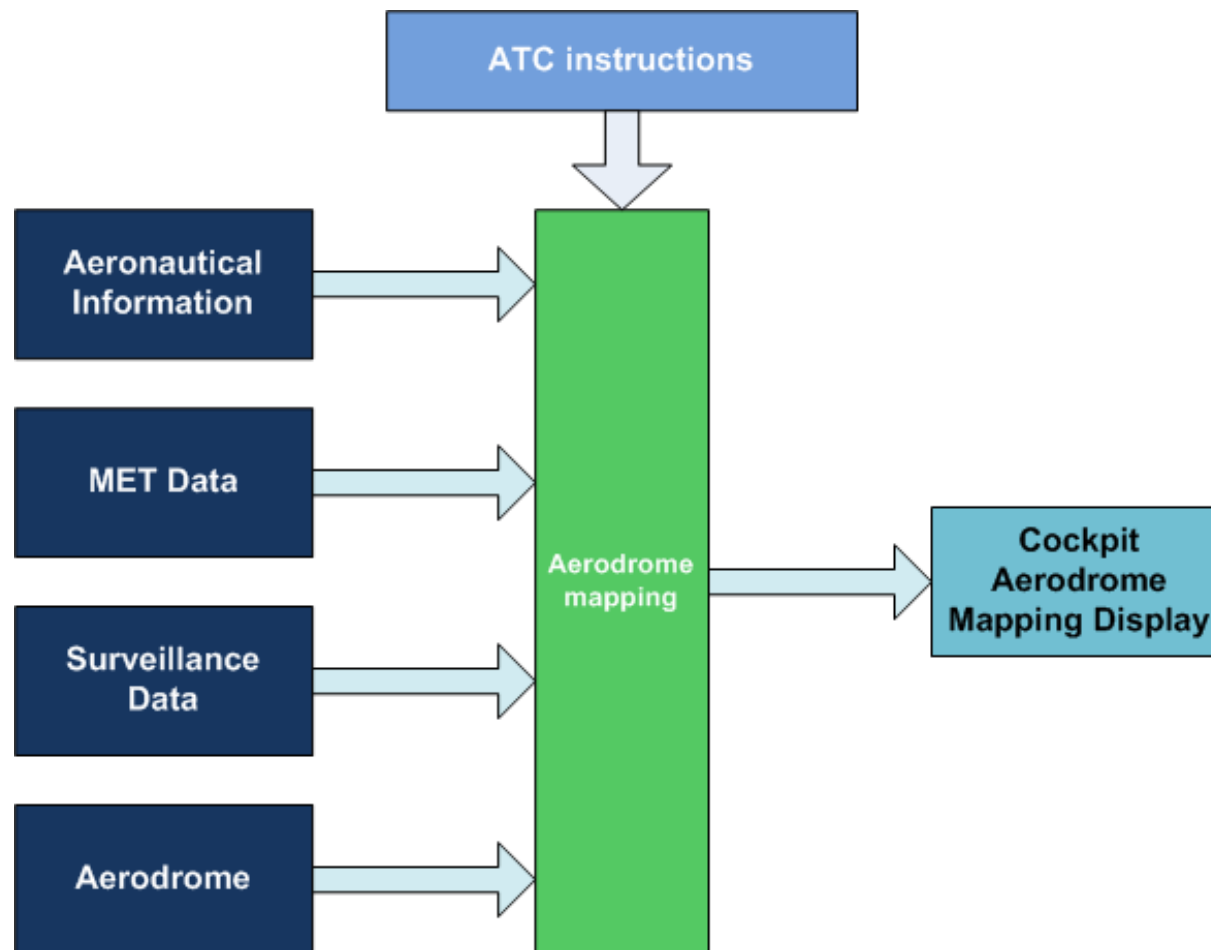 ATC instructions
Aeronautical
Information
MET Data
Surveillance
Data
Aerodrome
Aerodrome
mapping
Cockpit
Aerodrome
Mapping Display